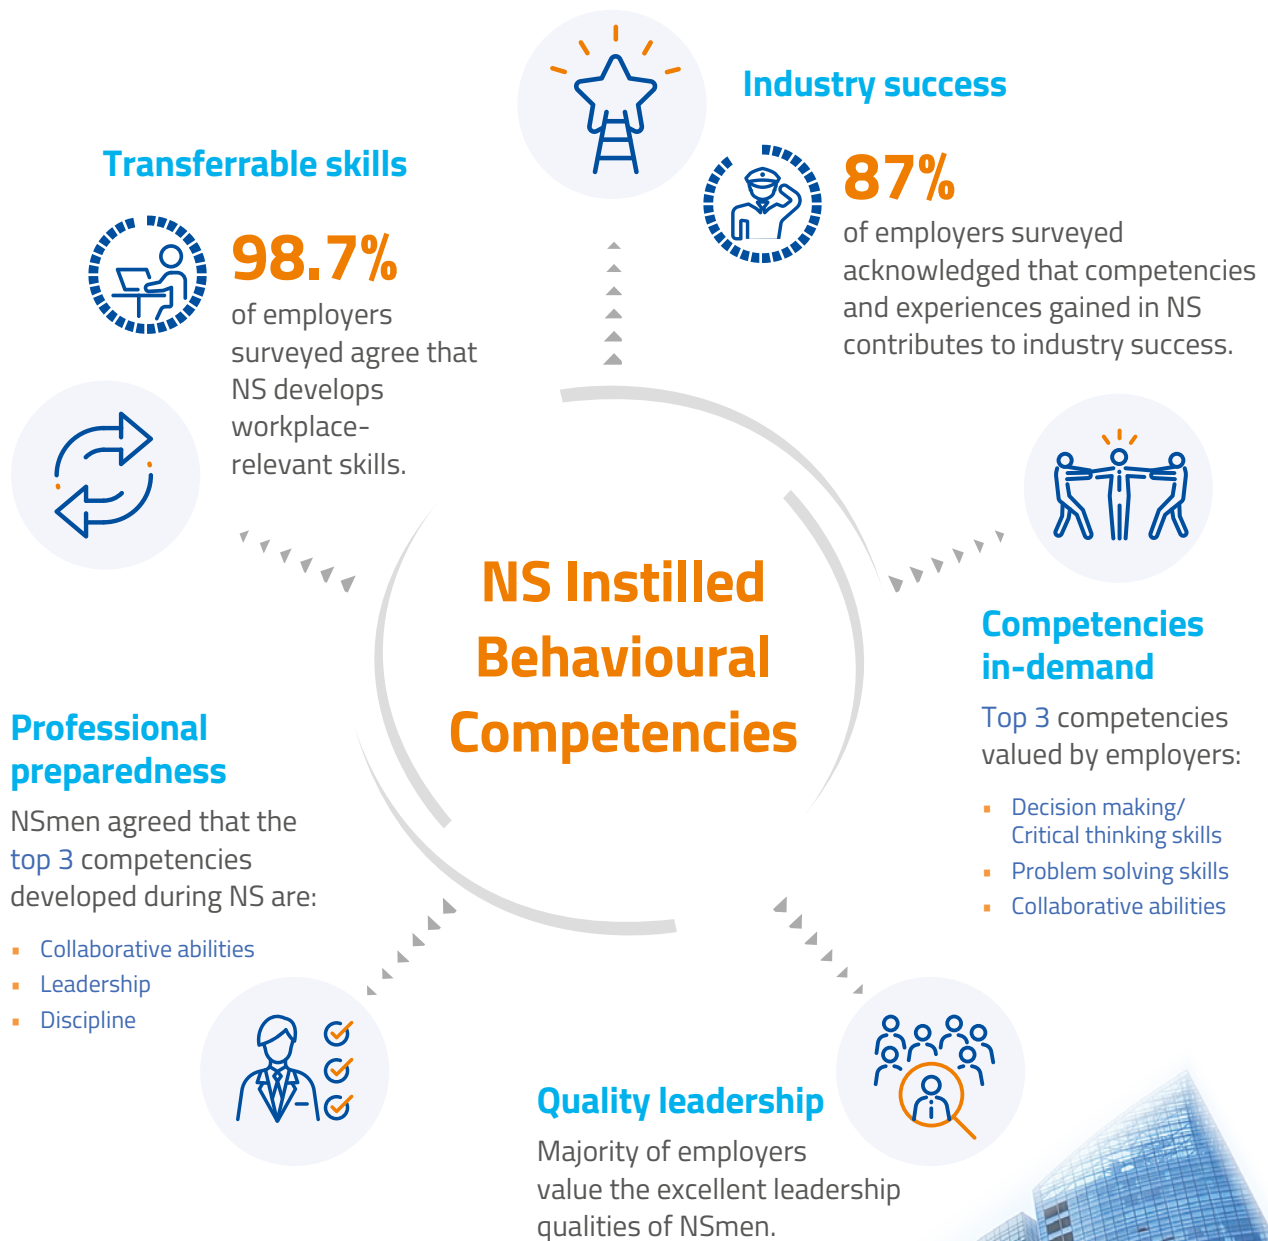 Industry success
87%
of employers surveyed
acknowledged that competencies
and experiences gained in NS
contributes to industry success.
Transferrable skills
98.7%
of employers
surveyed agree that
NS develops
workplace-
relevant skills.
NS Instilled
Behavioural
Competencies
Competencies
in-demand
Top 3 competencies
valued by employers:
▪ Decision making/
Critical thinking skills
▪ Problem solving skills
▪ Collaborative abilities
Professional
preparedness
NSmen agreed that the
top 3 competencies
developed during NS are:
▪ Collaborative abilities
▪ Leadership
▪ Discipline
Quality leadership
Majority of employers
value the excellent leadership
qualities of NSmen.